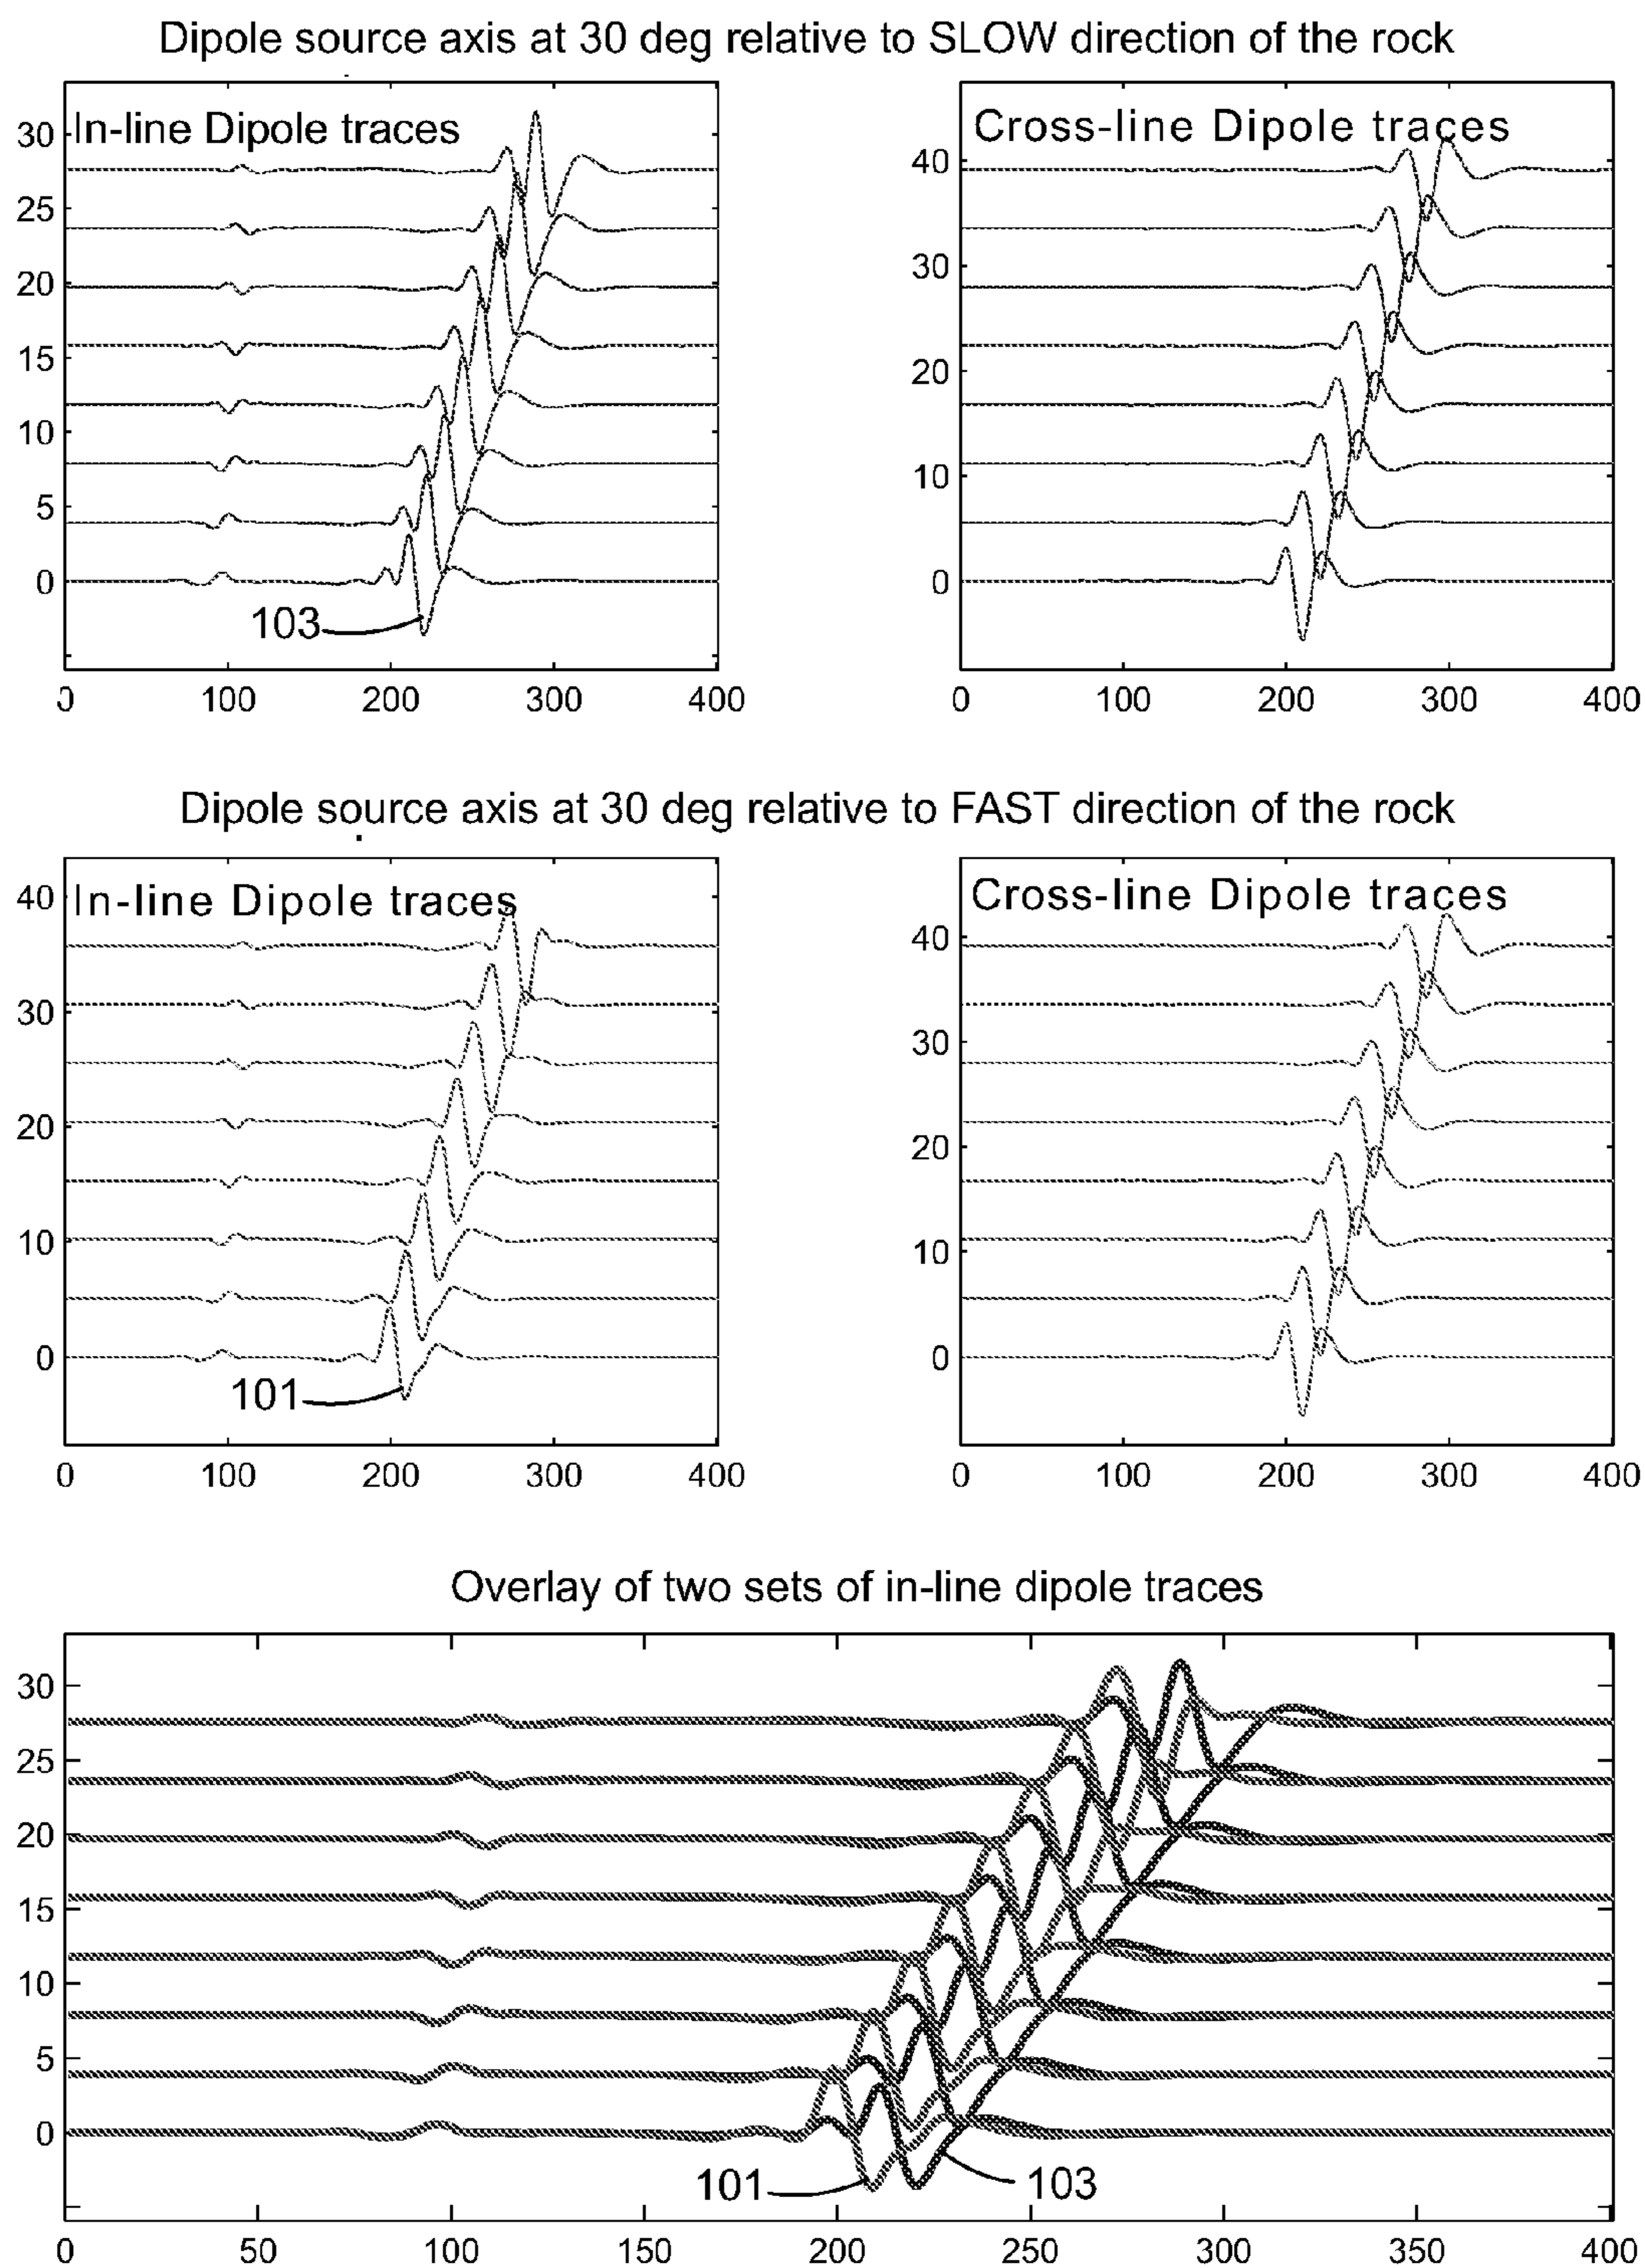 Dipole source axis at 30 deg relative to SLOW direction of the rock
In-line Dipole traces
30
25
20
15
10
5
0
103
0 100 200 300 400
Cross-line Dipole traces
40
30
20
10
0
0 100 200 300 400
Dipole source axis at 30 deg relative to FAST direction of the rock
In-line Dipole traces
40
30
20
10
0
101
0 100 200 300 400
Cross-line Dipole traces
40
30
20
10
0
0 100 200 300 400
Overlay of two sets of in-line dipole traces
30
25
20
15
10
5
0
101 103
0 50 100 150 200 250 300 350 400